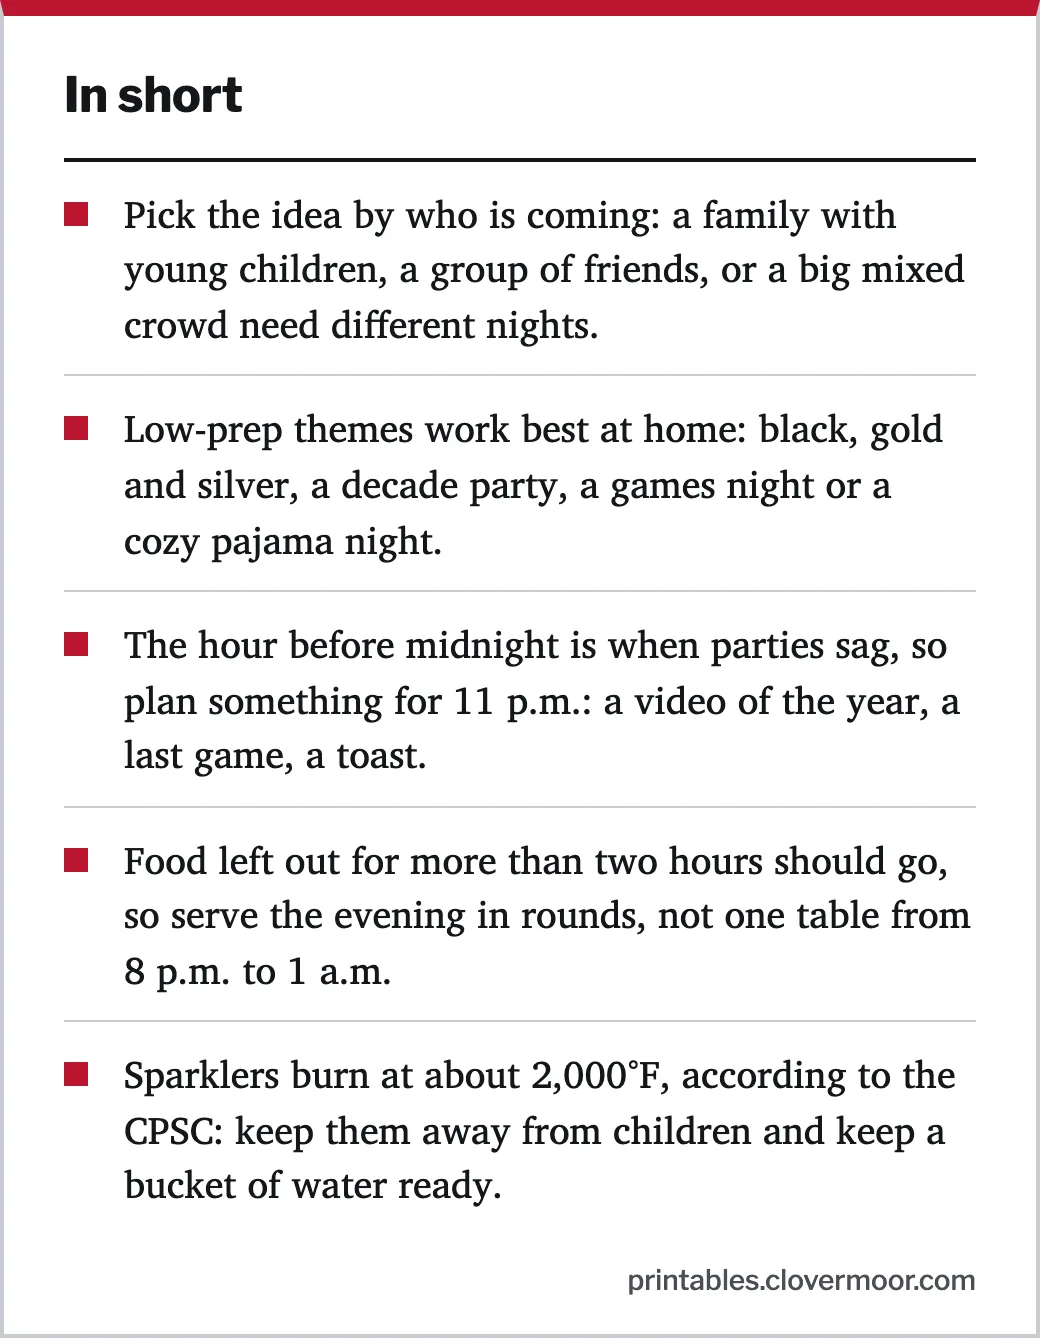 In short
Pick the idea by who is coming: a family with
young children, a group of friends, or a big mixed
crowd need different nights.
Low-prep themes work best at home: black, gold
and silver, a decade party, a games night or a
cozy pajama night.
The hour before midnight is when parties sag, so
plan something for 11 p.m.: a video of the year, a
last game, a toast.
Food left out for more than two hours should go,
so serve the evening in rounds, not one table from
8 p.m. to 1 a.m.
Sparklers burn at about 2,000°F, according to the
CPSC: keep them away from children and keep a
bucket of water ready.
printables.clovermoor.com